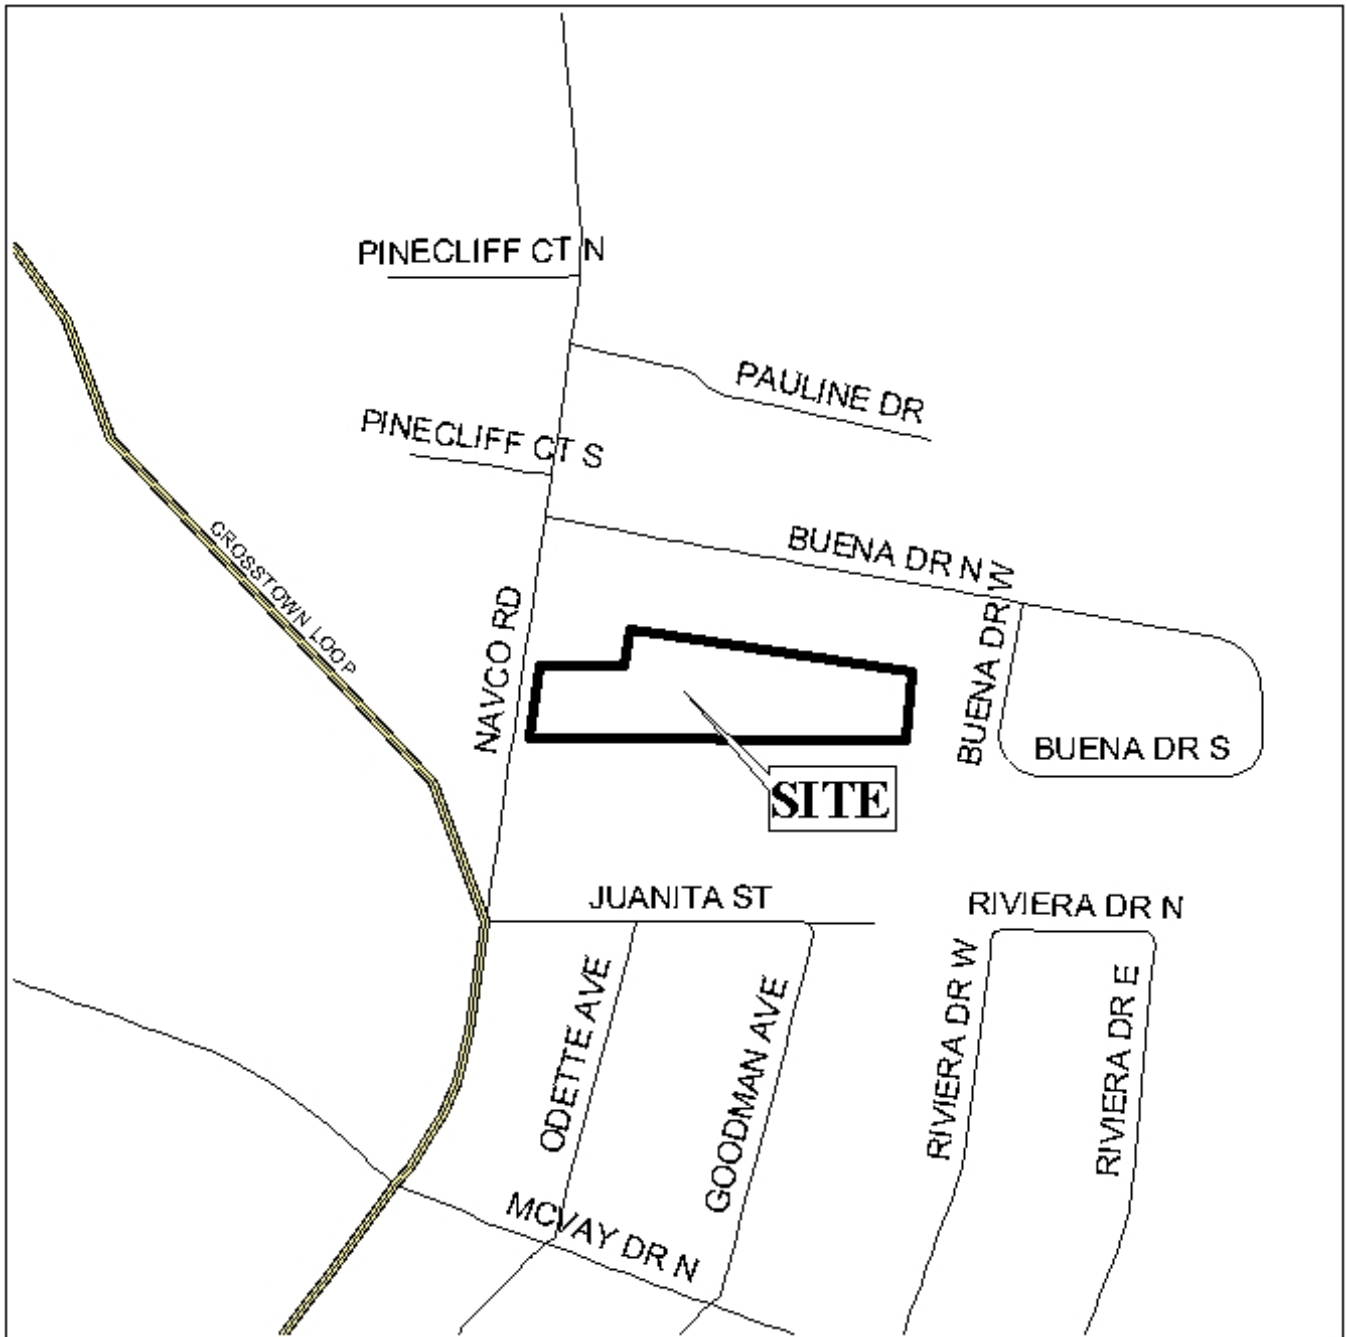 PINECLIFF CT N
PAULINE DR
PINECLIFF CT S
CROSSTOWN LOOP
BUENA DR N
NAVCO RD
BUENA DR W
BUENA DR S
SITE
JUANITA ST
RIVIERA DR N
ODETTE AVE
GOODMAN AVE
RIVIERA DR W
RIVIERA DR E
MCVAY DR N